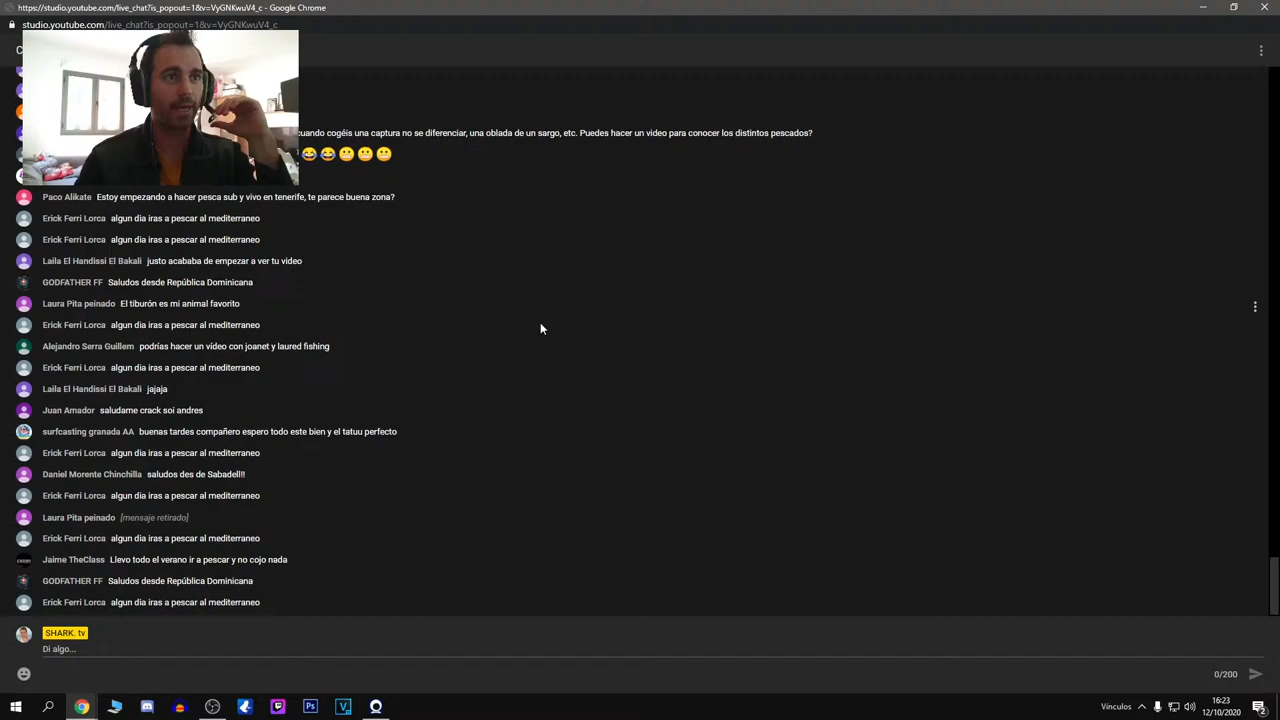 https://studio.youtube.com/live_chat?is_popout=1&v=VyGNKwuV4_c - Google Chrome
studio.youtube.com/live_chat?is_popout=1&v=VyGNKwuV4_c
cuando cogéis una captura no se diferenciar, una oblada de un sargo, etc. Puedes hacer un video para conocer los distintos pescados?
😂😂😬😬😬
Paco Alikate Estoy empezando a hacer pesca sub y vivo en tenerife, te parece buena zona?
Erick Ferri Lorca algun dia iras a pescar al mediterraneo
Erick Ferri Lorca algun dia iras a pescar al mediterraneo
Laila El Handissi El Bakali justo acababa de empezar a ver tu video
GODFATHER FF Saludos desde República Dominicana
Laura Pita peinado El tiburón es mi animal favorito
Erick Ferri Lorca algun dia iras a pescar al mediterraneo
Alejandro Serra Guillem podrías hacer un vídeo con joanet y laured fishing
Erick Ferri Lorca algun dia iras a pescar al mediterraneo
Laila El Handissi El Bakali jajaja
Juan Amador saludame crack soi andres
surfcasting granada AA buenas tardes compañero espero todo este bien y el tatuu perfecto
Erick Ferri Lorca algun dia iras a pescar al mediterraneo
Daniel Morente Chinchilla saludos des de Sabadell!!
Erick Ferri Lorca algun dia iras a pescar al mediterraneo
Laura Pita peinado [mensaje retirado]
Erick Ferri Lorca algun dia iras a pescar al mediterraneo
Jaime TheClass Llevo todo el verano ir a pescar y no cojo nada
GODFATHER FF Saludos desde República Dominicana
Erick Ferri Lorca algun dia iras a pescar al mediterraneo
SHARK. tv
Di algo...
0/200
Vínculos
16:23
12/10/2020
2